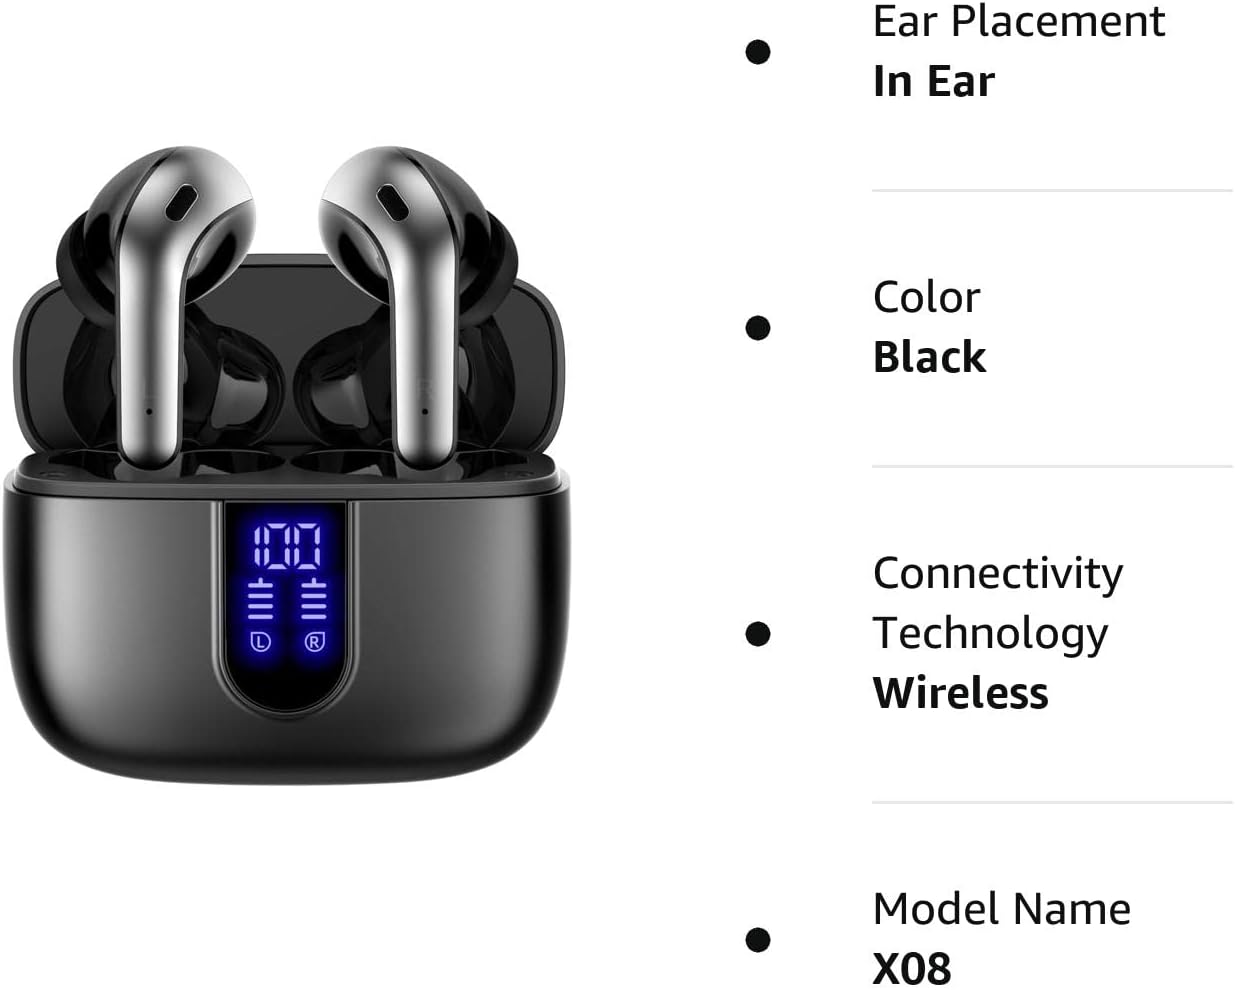 Ear Placement
In Ear
Color
Black
Connectivity
Technology
Wireless
Model Name
X08
100
L R